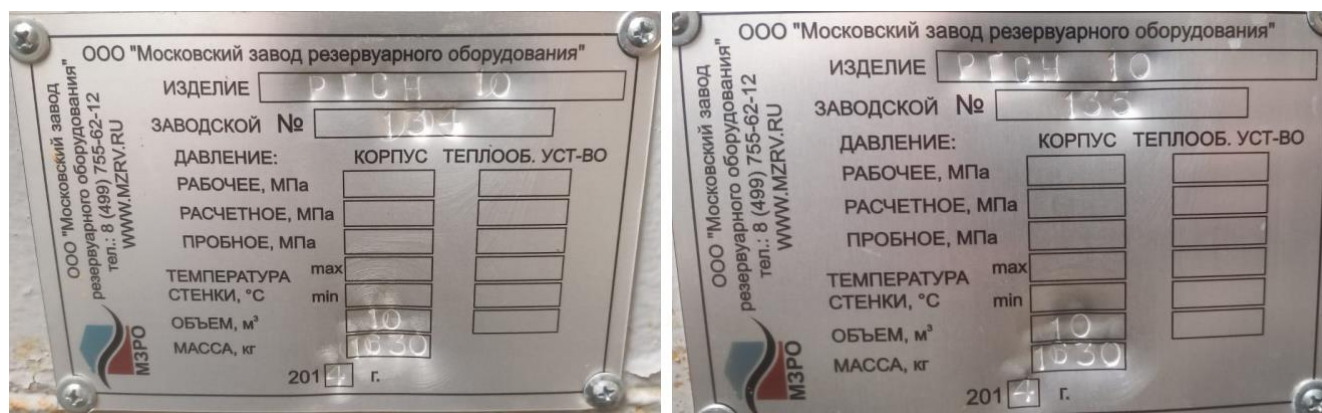 ООО "Московский завод резервуарного оборудования"
ООО "Московский завод
резервуарного оборудования"
тел.: 8 (499) 755-62-12
WWW.MZRV.RU
ИЗДЕЛИЕ РГСН 10
ЗАВОДСКОЙ № 134
ДАВЛЕНИЕ: КОРПУС ТЕПЛООБ. УСТ-ВО
РАБОЧЕЕ, МПа
РАСЧЕТНОЕ, МПа
ПРОБНОЕ, МПа
ТЕМПЕРАТУРА max
СТЕНКИ, °С min
ОБЪЕМ, м³ 10
МАССА, кг 1630
2014 г.
МЗРО
ООО "Московский завод резервуарного оборудования"
ООО "Московский завод
резервуарного оборудования"
тел.: 8 (499) 755-62-12
WWW.MZRV.RU
ИЗДЕЛИЕ РГСН 10
ЗАВОДСКОЙ № 135
ДАВЛЕНИЕ: КОРПУС ТЕПЛООБ. УСТ-ВО
РАБОЧЕЕ, МПа
РАСЧЕТНОЕ, МПа
ПРОБНОЕ, МПа
ТЕМПЕРАТУРА max
СТЕНКИ, °С min
ОБЪЕМ, м³ 10
МАССА, кг 1630
2014 г.
МЗРО